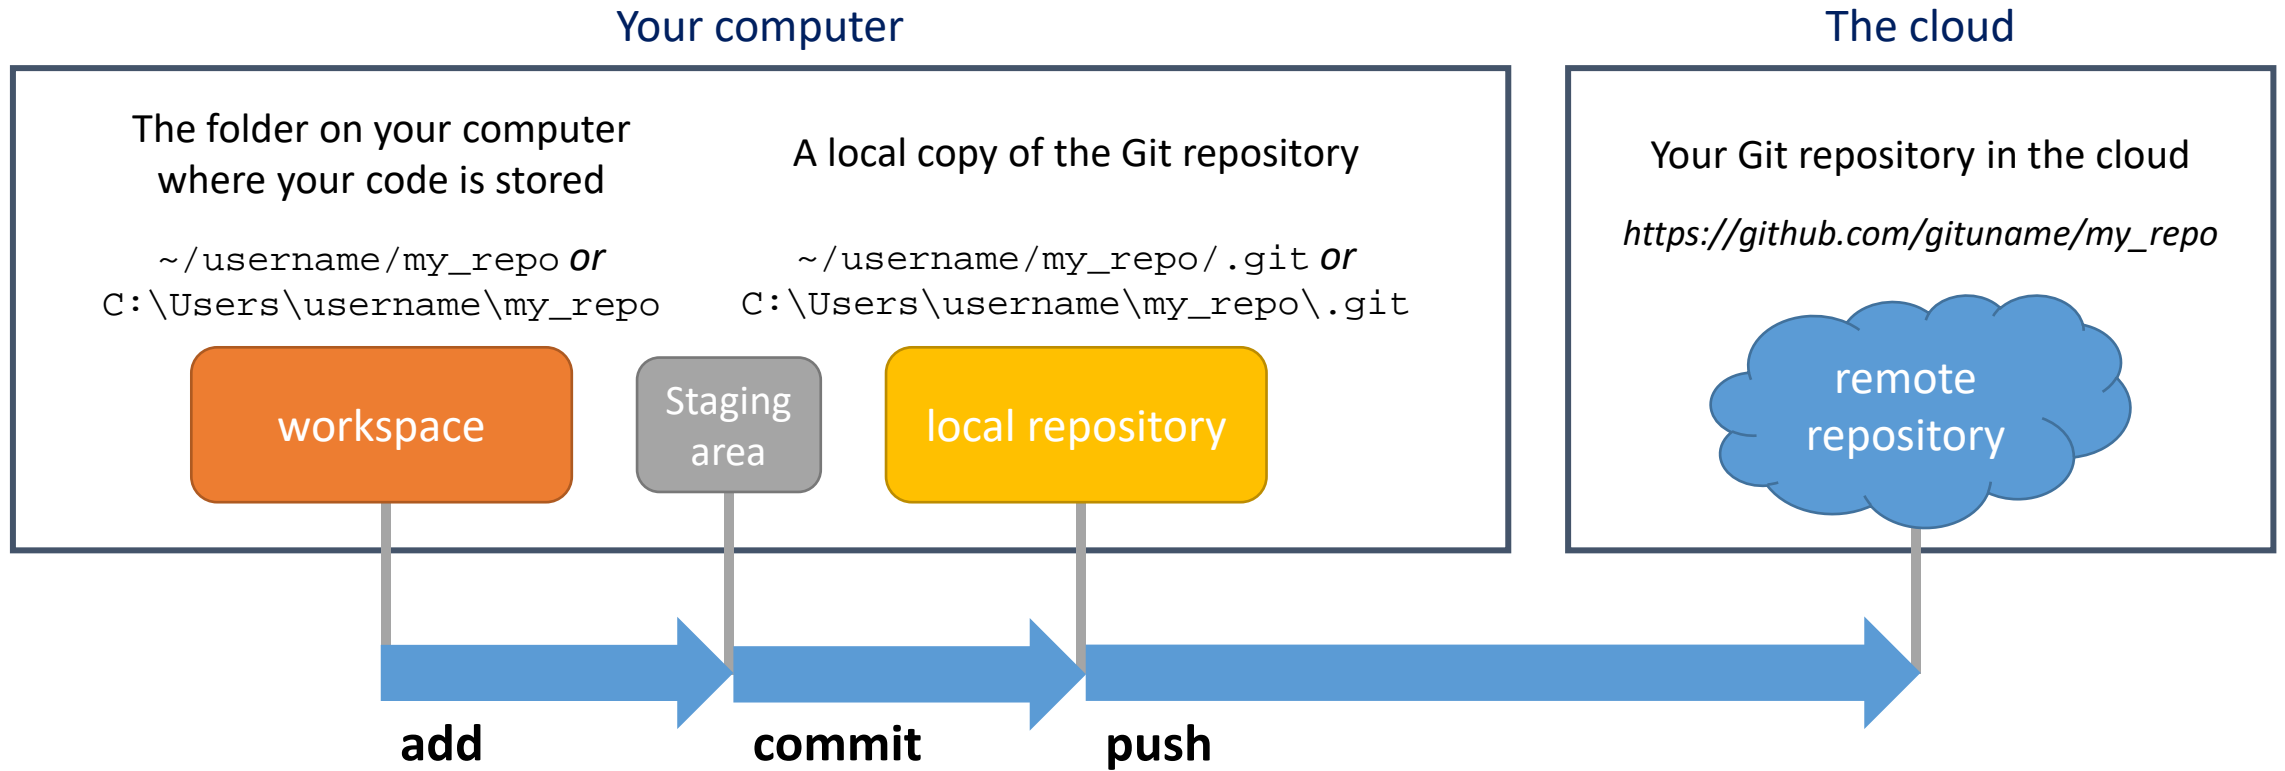 Your computer
The cloud
The folder on your computer
where your code is stored
~/username/my_repo or
C:\Users\username\my_repo
A local copy of the Git repository
~/username/my_repo/.git or
C:\Users\username\my_repo\.git
Your Git repository in the cloud
https://github.com/gituname/my_repo
workspace
Staging
area
local repository
remote
repository
add
commit
push